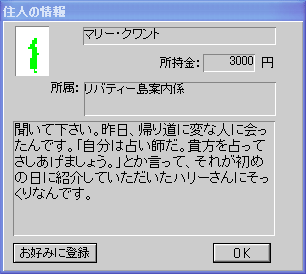 住人の情報
マリー・クワント
所持金: 3000 円
所属: リバティー島案内係
聞いて下さい。昨日、帰り道に変な人に会っ
たんです。「自分は占い師だ。貴方を占って
さしあげましょう。」とか言って、それが初め
の日に紹介していただいたハリーさんにそっ
くりなんです。
お好みに登録 OK